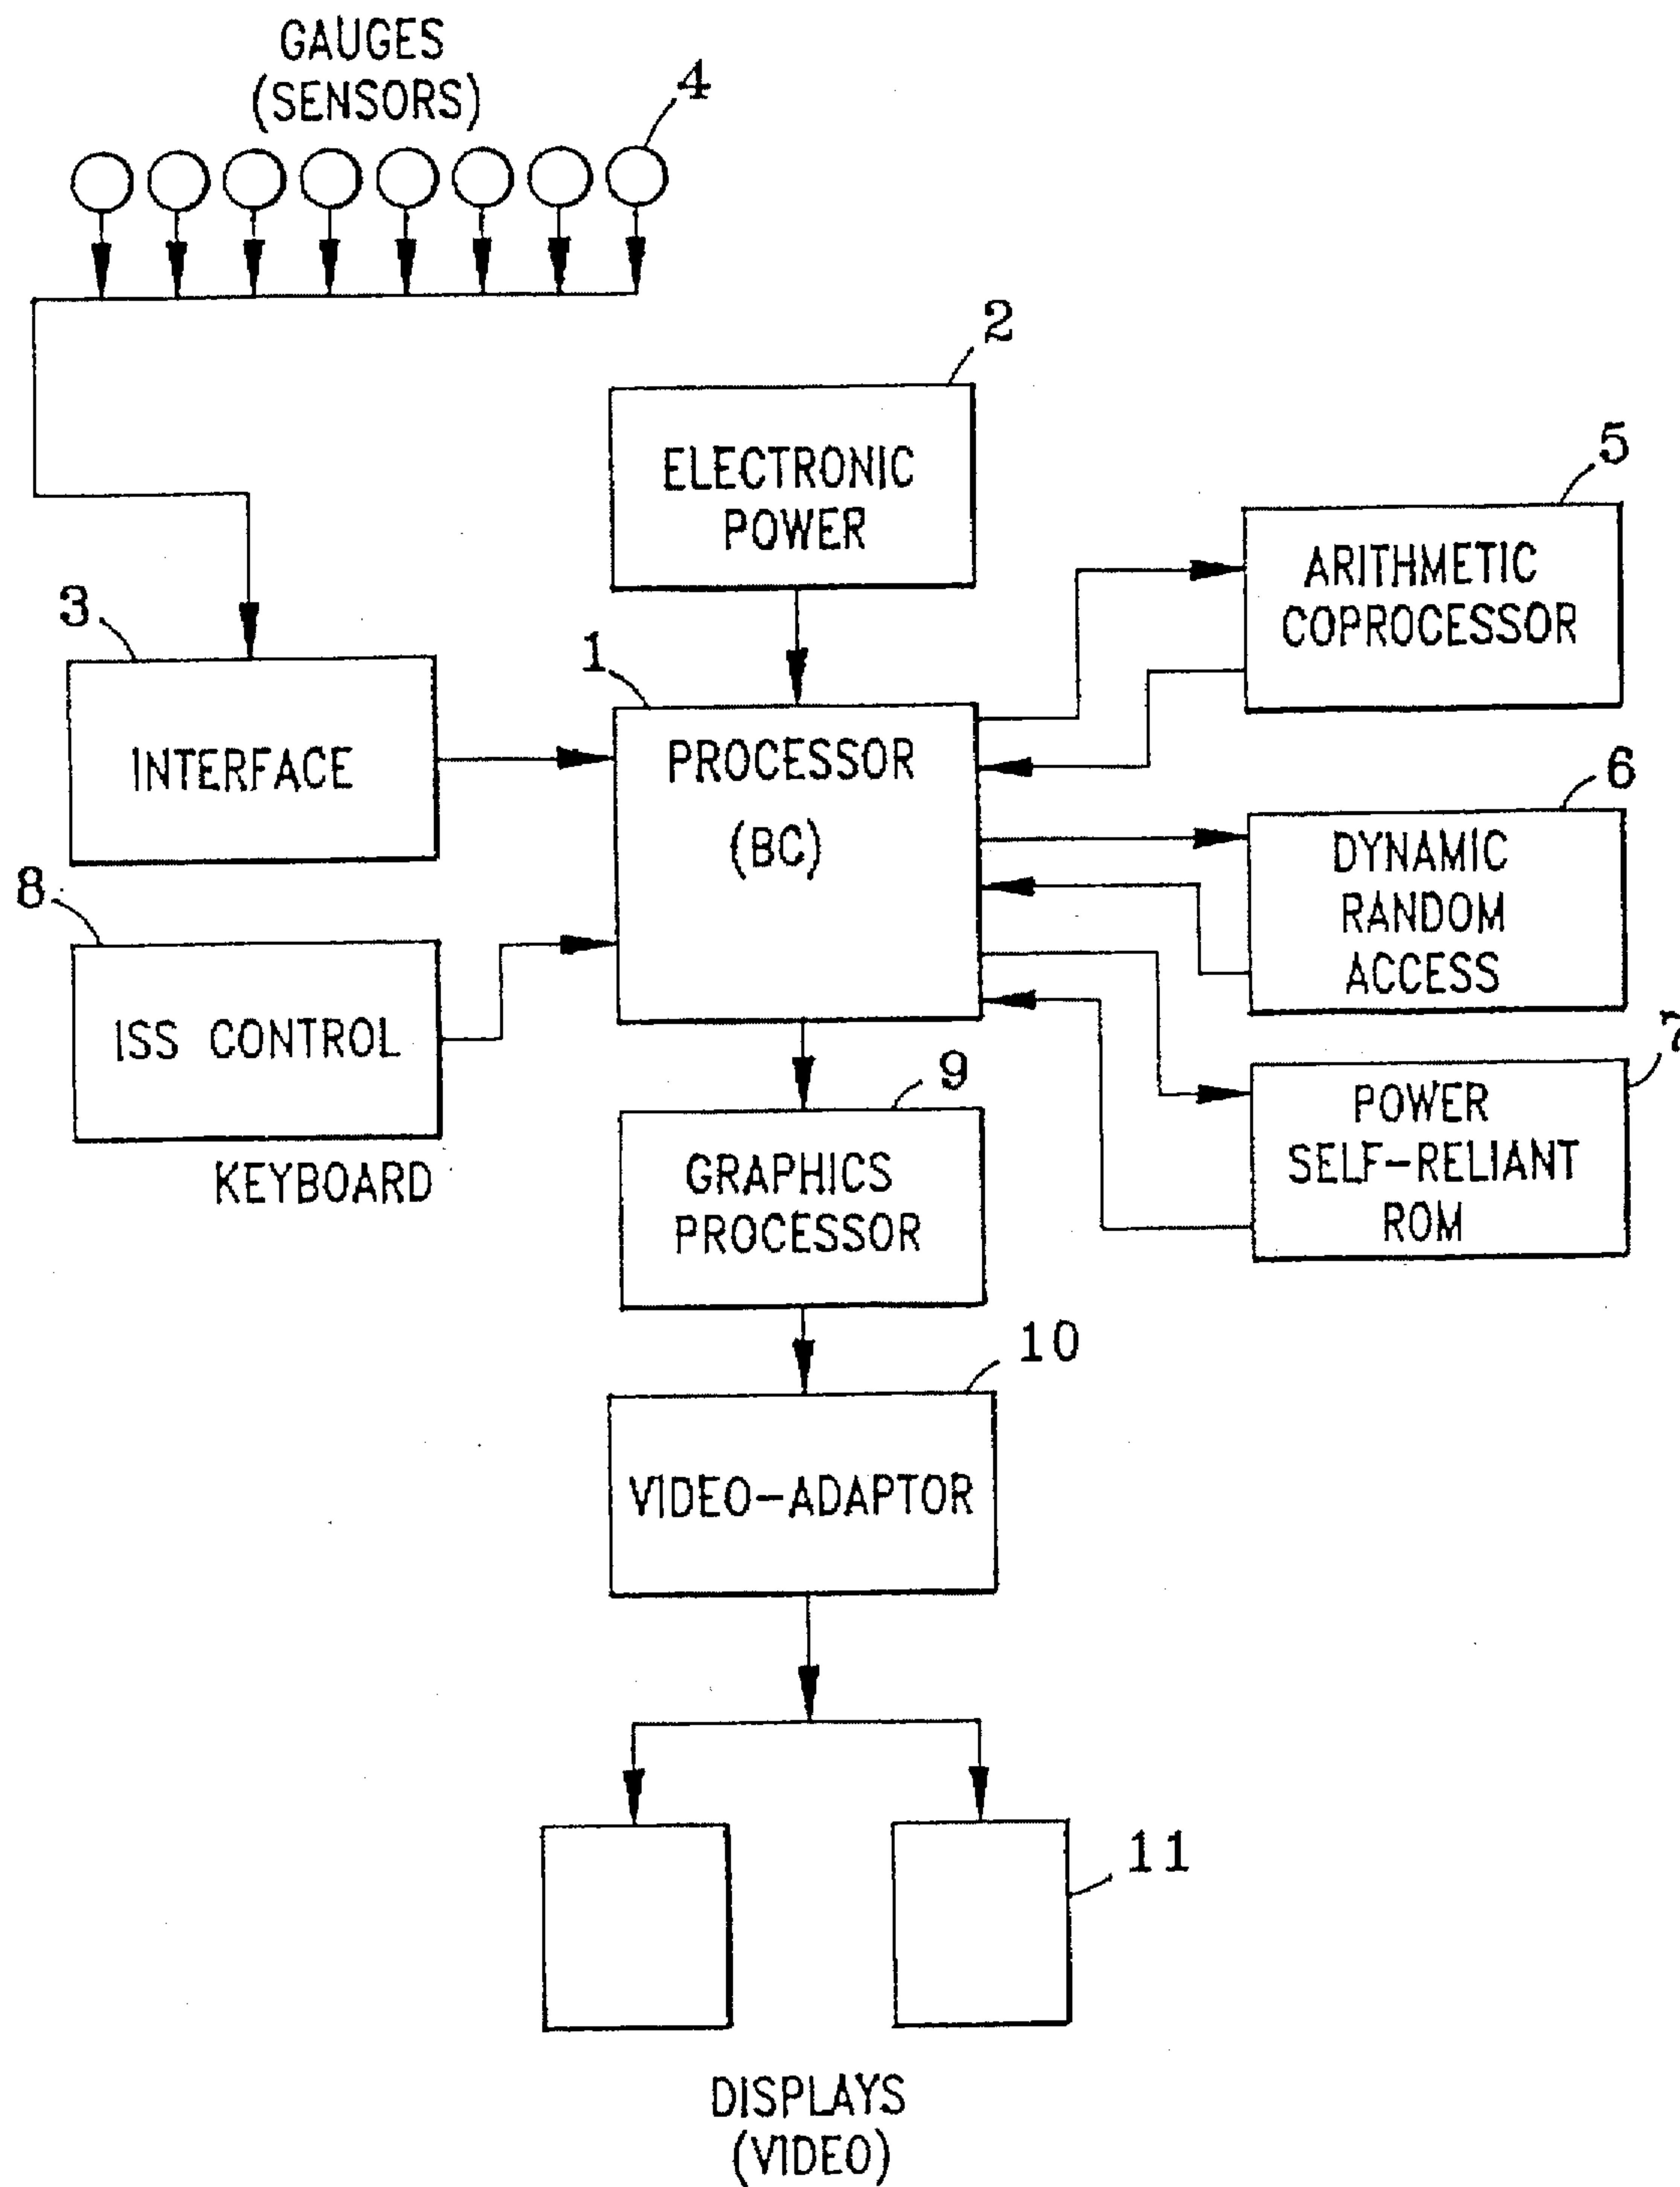 GAUGES
(SENSORS)
4
2
ELECTRONIC
POWER
5
ARITHMETIC
COPROCESSOR
3
INTERFACE
1
PROCESSOR
(BC)
6
DYNAMIC
RANDOM
ACCESS
8
ISS CONTROL
KEYBOARD
7
POWER
SELF-RELIANT
ROM
9
GRAPHICS
PROCESSOR
10
VIDEO-ADAPTOR
11
DISPLAYS
(VIDEO)